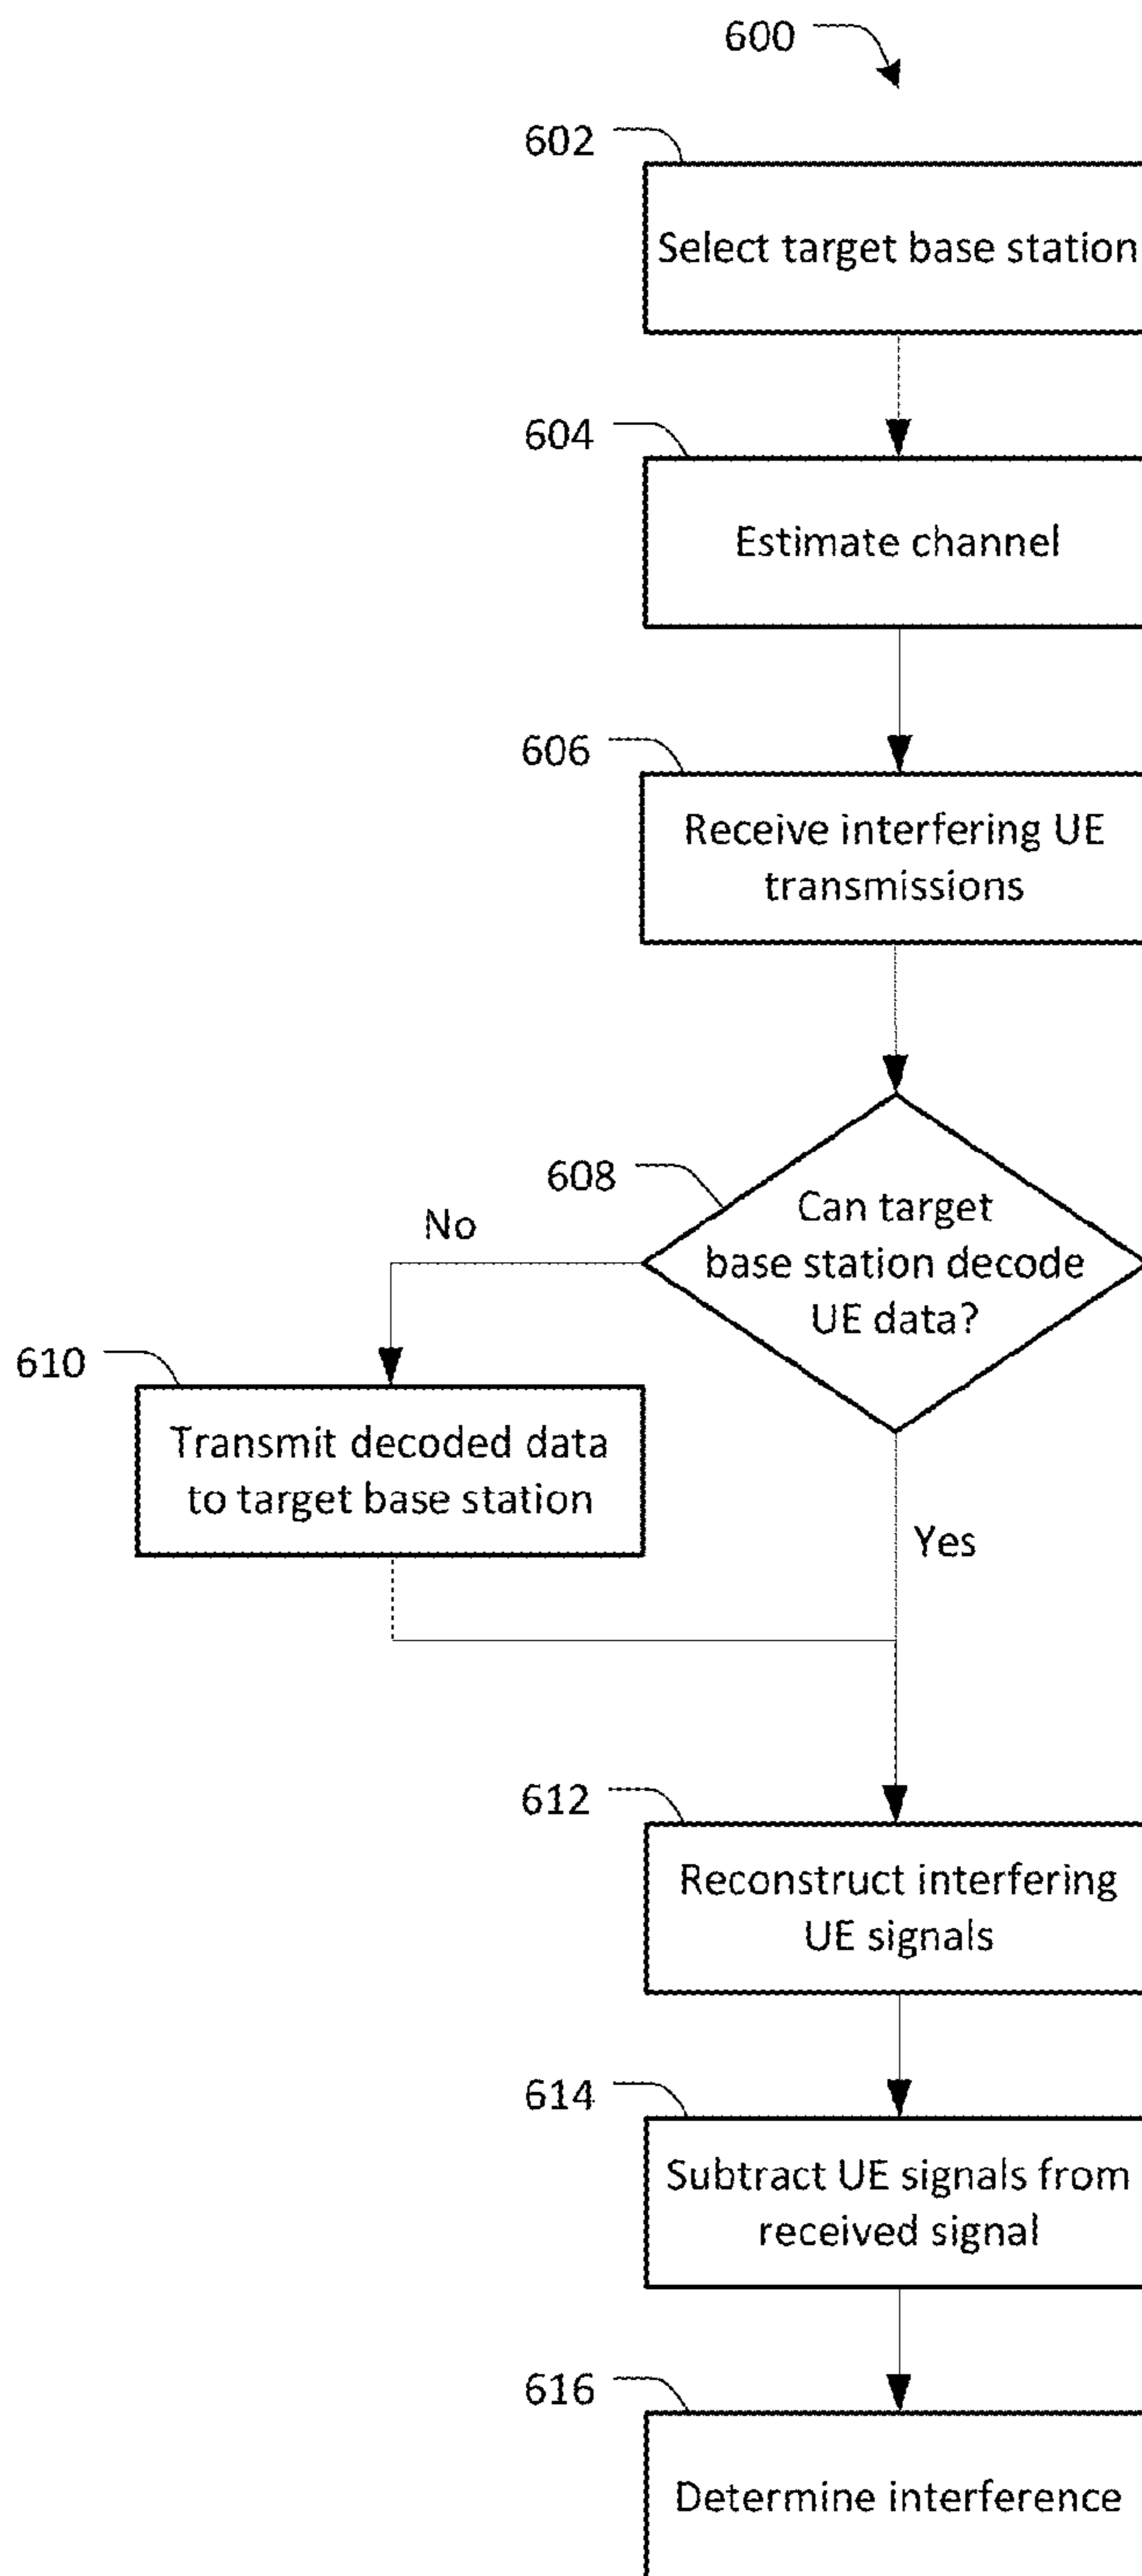 600
602
Select target base station
604
Estimate channel
606
Receive interfering UE
transmissions
608
Can target
base station decode
UE data?
No
610
Transmit decoded data
to target base station
Yes
612
Reconstruct interfering
UE signals
614
Subtract UE signals from
received signal
616
Determine interference